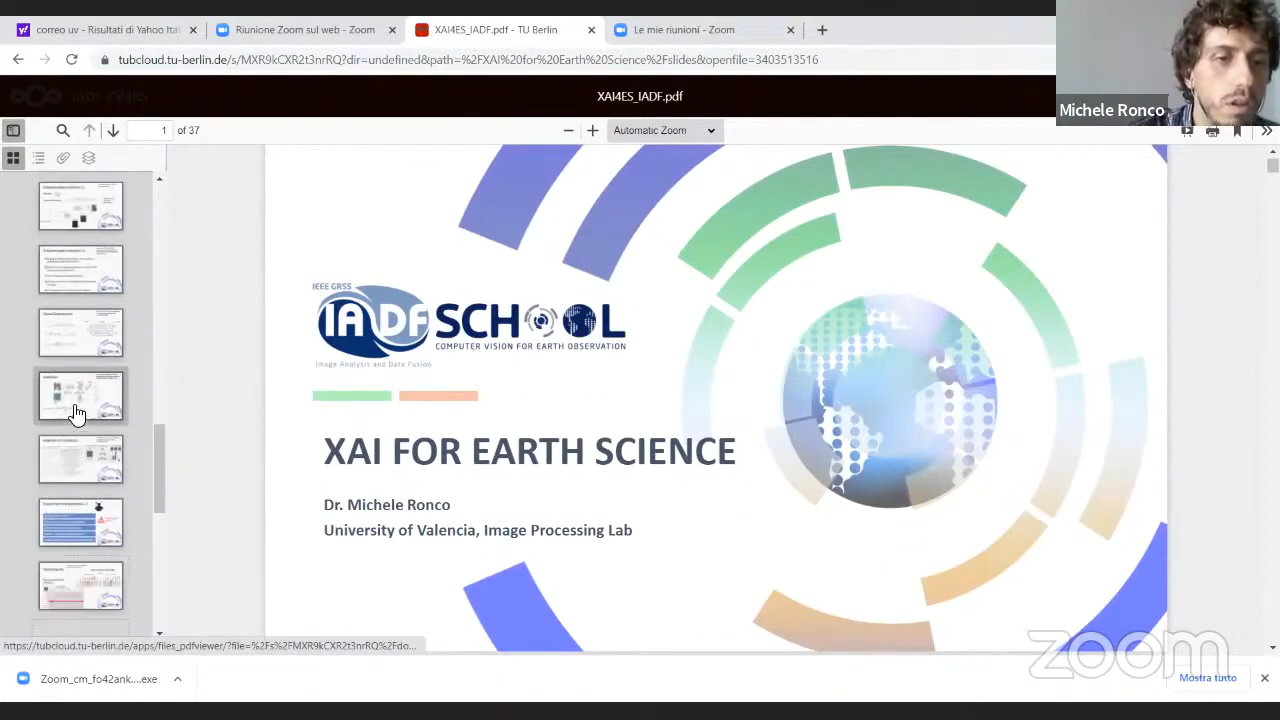 correo uv - Risultati di Yahoo Ital
Riunione Zoom sul web - Zoom
XAI4ES_IADF.pdf - TU Berlin
Le mie riunioni - Zoom
tubcloud.tu-berlin.de/s/MXR9kCXR2t3nrRQ?dir=undefined&path=%2FXAI%20for%20Earth%20Science%2Fslides&openfile=3403513516
Michele Ronco
XAI4ES_IADF.pdf
1 of 37
Automatic Zoom
IEEE GRSS
IADF SCHOOL
COMPUTER VISION FOR EARTH OBSERVATION
Image Analysis and Data Fusion
XAI FOR EARTH SCIENCE
Dr. Michele Ronco
University of Valencia, Image Processing Lab
https://tubcloud.tu-berlin.de/apps/files_pdfviewer/?file=%2Fs%2FMXR9kCXR2t3nrRQ%2Fdo...
zoom
Zoom_cm_fo42ank....exe
Mostra tutto